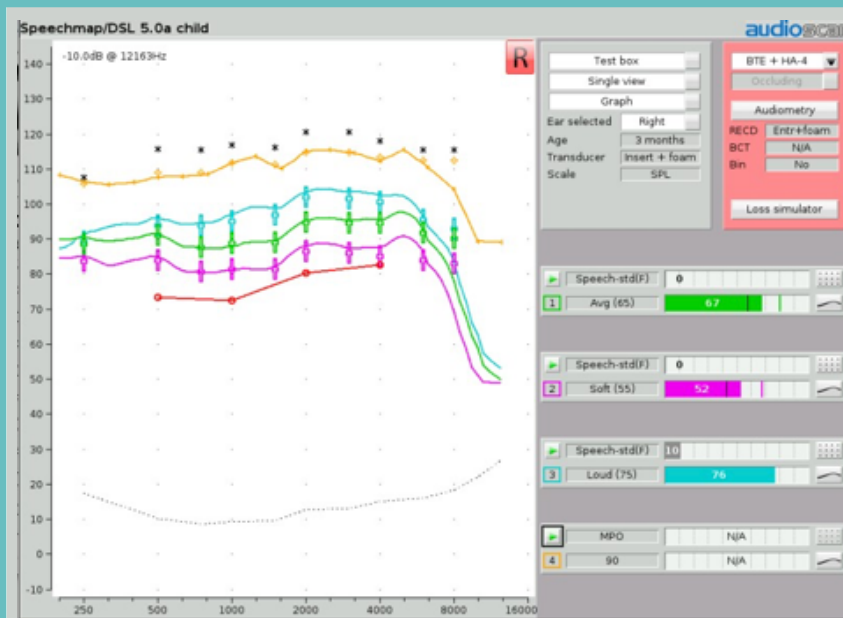 Speechmap/DSL 5.0a child
audioscan
-10.0dB @ 12163Hz
R
140
130
120
110
100
90
80
70
60
50
40
30
20
10
0
-10
250 500 1000 2000 4000 8000 16000
Test box
Single view
Graph
Ear selected Right
Age 3 months
Transducer Insert + foam
Scale SPL
BTE + HA-4
Occluding
Audiometry
RECD Entr+foam
BCT N/A
Bin No
Loss simulator
Speech-std(F) 0
1 Avg (65) 67
Speech-std(F) 0
2 Soft (55) 52
Speech-std(F) 10
3 Loud (75) 76
MPO N/A
4 90 N/A